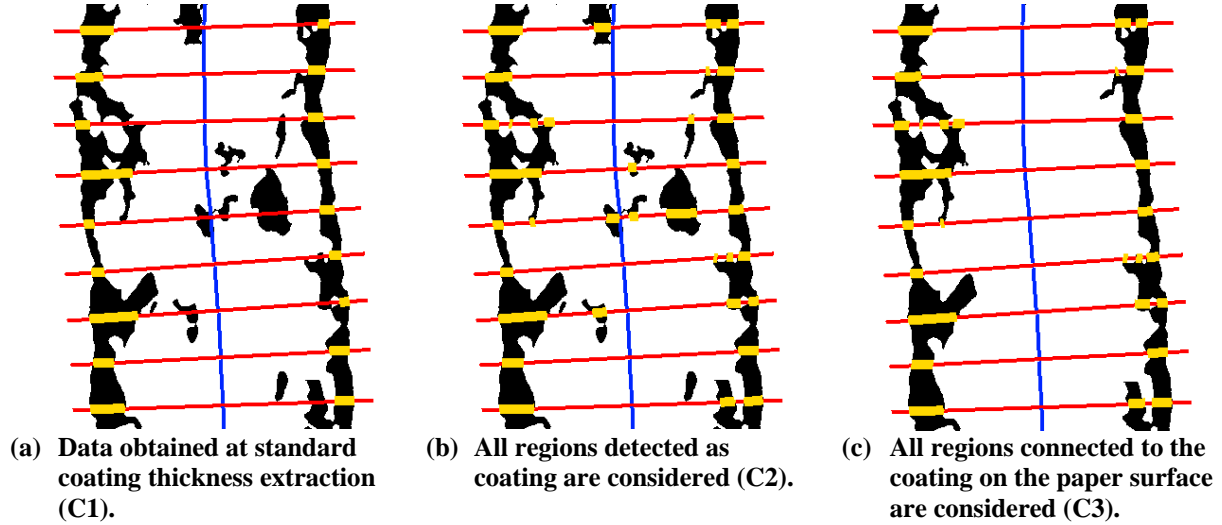 (a) Data obtained at standard
coating thickness extraction
(C1).
(b) All regions detected as
coating are considered (C2).
(c) All regions connected to the
coating on the paper surface
are considered (C3).